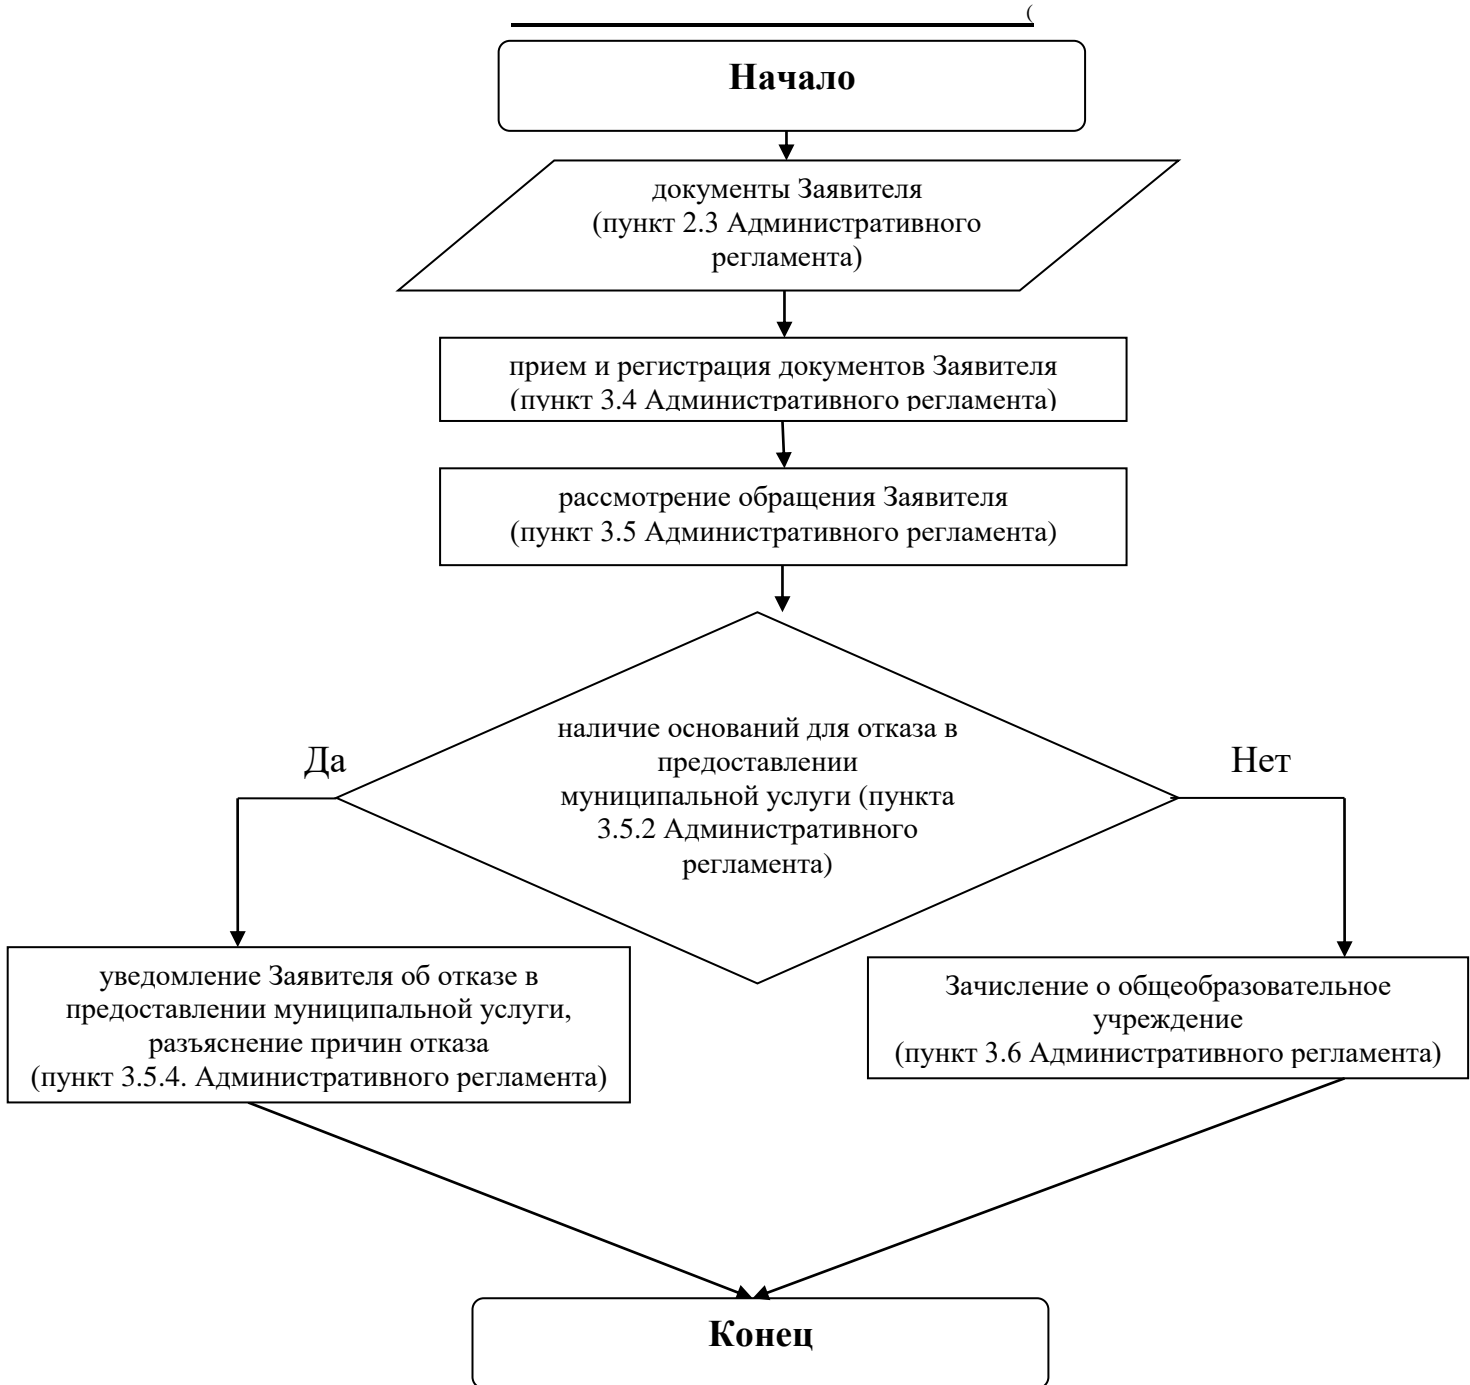 (
Начало
документы Заявителя
(пункт 2.3 Административного
регламента)
прием и регистрация документов Заявителя
(пункт 3.4 Административного регламента)
рассмотрение обращения Заявителя
(пункт 3.5 Административного регламента)
наличие оснований для отказа в
предоставлении
муниципальной услуги (пункта
3.5.2 Административного
регламента)
Да
Нет
уведомление Заявителя об отказе в
предоставлении муниципальной услуги,
разъяснение причин отказа
(пункт 3.5.4. Административного регламента)
Зачисление о общеобразовательное
учреждение
(пункт 3.6 Административного регламента)
Конец